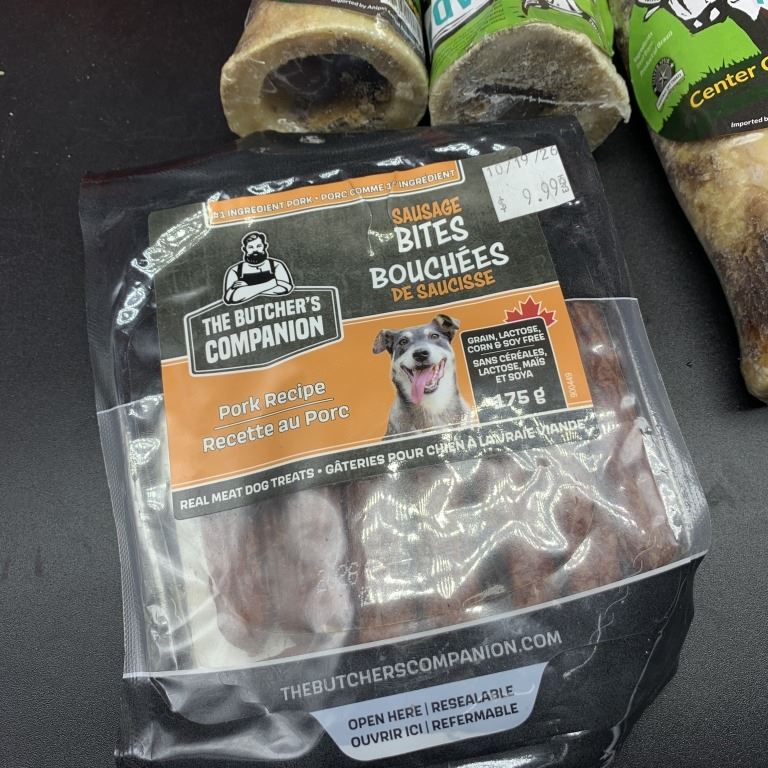 Imported by
Center
Imported b
10/19/26
9.99
#1 INGREDIENT PORK • PORC COMME 1er INGRÉDIENT
SAUSAGE
BITES
BOUCHÉES
DE SAUCISSE
THE BUTCHER'S
COMPANION
GRAIN, LACTOSE,
CORN & SOY FREE
SANS CÉRÉALES,
LACTOSE, MAÏS
ET SOYA
175 g
900449
Pork Recipe
Recette au Porc
REAL MEAT DOG TREATS • GÂTERIES POUR CHIEN À LA VRAIE VIANDE
THEBUTCHERSCOMPANION.COM
OPEN HERE | RESEALABLE
OUVRIR ICI | REFERMABLE